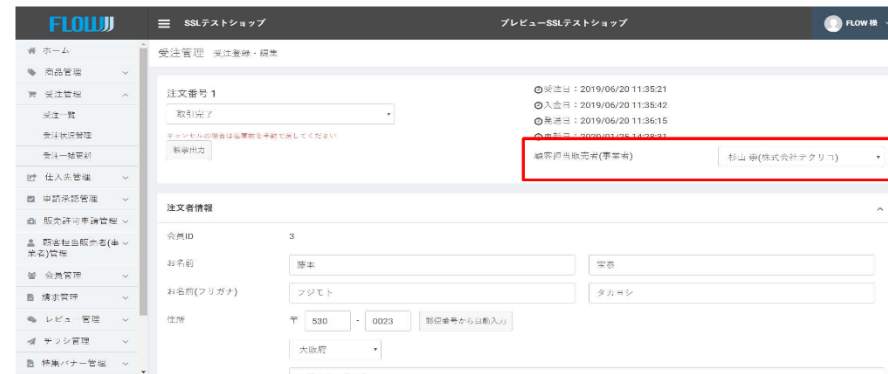 FLOW
SSLテストショップ
プレビューSSLテストショップ
FLOW 様
ホーム
商品管理
受注管理
受注一覧
受注状況管理
受注一括更新
仕入先管理
申請承認管理
販売許可申請管理
顧客担当販売者(事業者)管理
会員管理
請求管理
レビュー管理
チラシ管理
特集バナー管理
受注管理 受注登録・編集
注文番号 1
取引完了
キャンセルの場合は在庫数を手動で戻してください
帳票出力
受注日：2019/06/20 11:35:21
入金日：2019/06/20 11:35:42
発送日：2019/06/20 11:36:15
更新日：2020/01/25 14:28:31
顧客担当販売者(事業者)
杉山 崇(株式会社テクリコ)
注文者情報
会員ID
3
お名前
藤本
宝泰
お名前(フリガナ)
フジモト
タカヨシ
住所
〒 530 - 0023 郵便番号から自動入力
大阪府